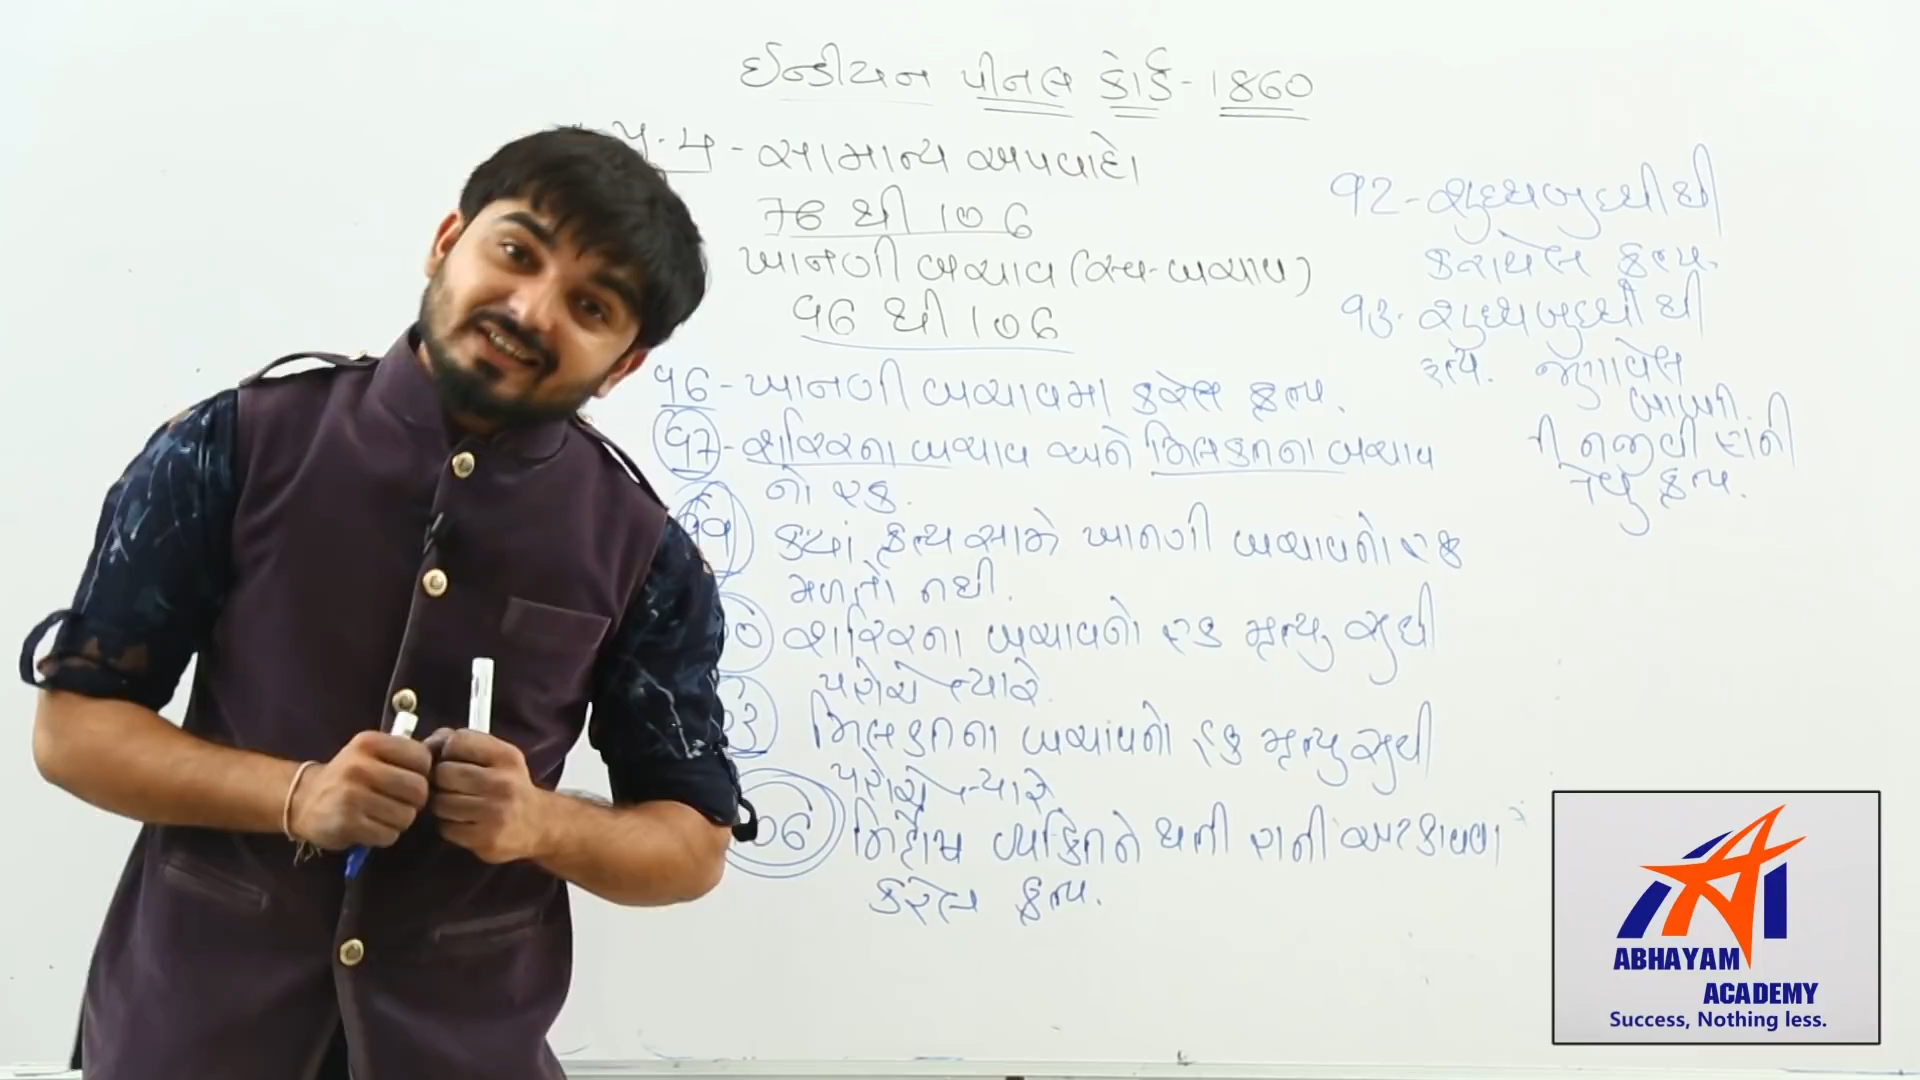 ઈન્ડીયન પીનલ કોર્ડ-1860
પ્ર.4 - સામાન્ય અપવાદો
76 થી 106
ખાનગી બચાવ (સ્વ-બચાવ)
96 થી 106
96 - ખાનગી બચાવમાં કરેલ કૃત્ય.
97 - શરિરના બચાવ અને મિલકતના બચાવ
નો હક.
99 ક્યાં કૃત્ય સામે ખાનગી બચાવનો હક
મળતો નથી.
શરિરના બચાવનો હક મૃત્યુ સુધી
પહોચે ત્યારે.
મિલકતના બચાવનો હક મૃત્યુ સુધી
પહોચે ત્યારે
06 નિર્દોષ વ્યકિતને થતી હાની અટકાવવા
કરેલ કૃત્ય.
92 - શુધ્ધબુધ્ધીથી
કરાયેલ કૃત્ય.
93 - શુધ્ધબુધ્ધીથી
કૃત્ય. જણાવેલ
નજીવી હાની
તેવુ કૃત્ય.
ABHAYAM
ACADEMY
Success, Nothing less.